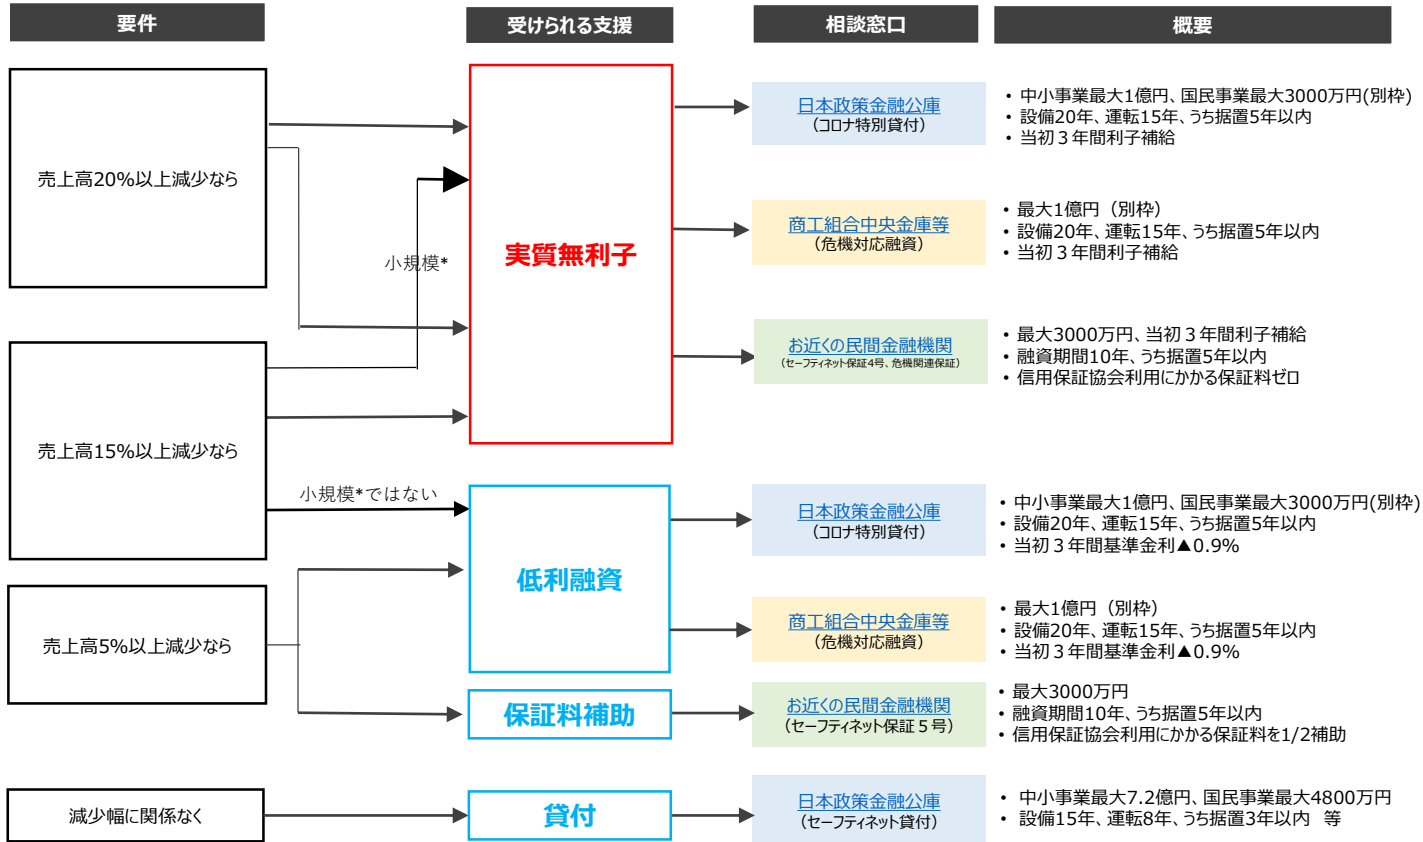 要件
受けられる支援
相談窓口
概要
売上高20%以上減少なら
小規模*
実質無利子
日本政策金融公庫
（コロナ特別貸付）
・ 中小事業最大1億円、国民事業最大3000万円(別枠)
・ 設備20年、運転15年、うち据置5年以内
・ 当初３年間利子補給
商工組合中央金庫等
（危機対応融資）
・ 最大1億円（別枠）
・ 設備20年、運転15年、うち据置5年以内
・ 当初３年間利子補給
お近くの民間金融機関
（セーフティネット保証4号、危機関連保証）
・ 最大3000万円、当初３年間利子補給
・ 融資期間10年、うち据置5年以内
・ 信用保証協会利用にかかる保証料ゼロ
売上高15%以上減少なら
小規模*ではない
低利融資
日本政策金融公庫
（コロナ特別貸付）
・ 中小事業最大1億円、国民事業最大3000万円(別枠)
・ 設備20年、運転15年、うち据置5年以内
・ 当初３年間基準金利▲0.9%
売上高5%以上減少なら
商工組合中央金庫等
（危機対応融資）
・ 最大1億円（別枠）
・ 設備20年、運転15年、うち据置5年以内
・ 当初３年間基準金利▲0.9%
保証料補助
お近くの民間金融機関
（セーフティネット保証５号）
・ 最大3000万円
・ 融資期間10年、うち据置5年以内
・ 信用保証協会利用にかかる保証料を1/2補助
減少幅に関係なく
貸付
日本政策金融公庫
（セーフティネット貸付）
・ 中小事業最大7.2億円、国民事業最大4800万円
・ 設備15年、運転8年、うち据置3年以内　等